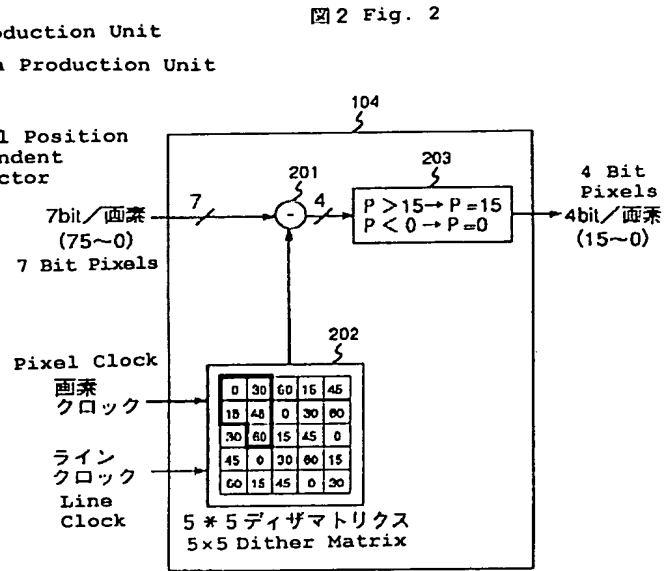 図2 Fig. 2
oduction Unit
n Production Unit
l Position
ndent
ctor
104
201
203
7bit／画素
(75〜0)
7 Bit Pixels
7
-
4
P > 15 → P = 15
P < 0 → P = 0
4 Bit
Pixels
4bit／画素
(15〜0)
202
Pixel Clock
画素
クロック
ライン
クロック
Line
Clock
0 30 60 15 45
15 45 0 30 60
30 60 15 45 0
45 0 30 60 15
60 15 45 0 30
5＊5ディザマトリクス
5×5 Dither Matrix